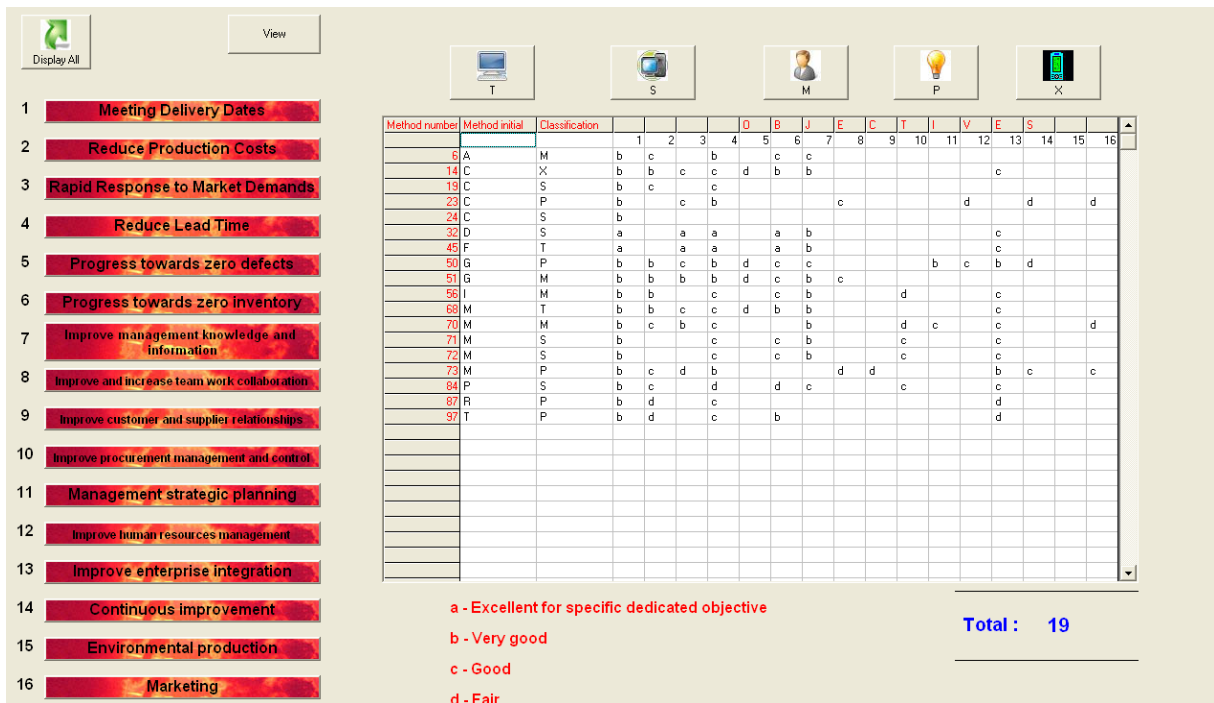 Display All
View
T
S
M
P
X
1 Meeting Delivery Dates
2 Reduce Production Costs
3 Rapid Response to Market Demands
4 Reduce Lead Time
5 Progress towards zero defects
6 Progress towards zero inventory
7 Improve management knowledge and
information
8 Improve and increase team work collaboration
9 Improve customer and supplier relationships
10 Improve procurement management and control
11 Management strategic planning
12 Improve human resources management
13 Improve enterprise integration
14 Continuous improvement
15 Environmental production
16 Marketing
Method number Method initial Classification O B J E C T I V E S
1 2 3 4 5 6 7 8 9 10 11 12 13 14 15 16
6 A M b c b c c
14 C X b b c c d b b c
19 C S b c c
23 C P b c b c d d d
24 C S b
32 D S a a a a b c
45 F T a a a a b c
50 G P b b c b d c c b c b d
51 G M b b b b d c b c
56 I M b b c c b d c
68 M T b b c c d b b c
70 M M b c b c b d c c d
71 M S b c c b c c
72 M S b c c b c c
73 M P b c d b d d b c c
84 P S b c d d c c c
87 R P b d c d
97 T P b d c b d
a - Excellent for specific dedicated objective
b - Very good
c - Good
d - Fair
Total : 19